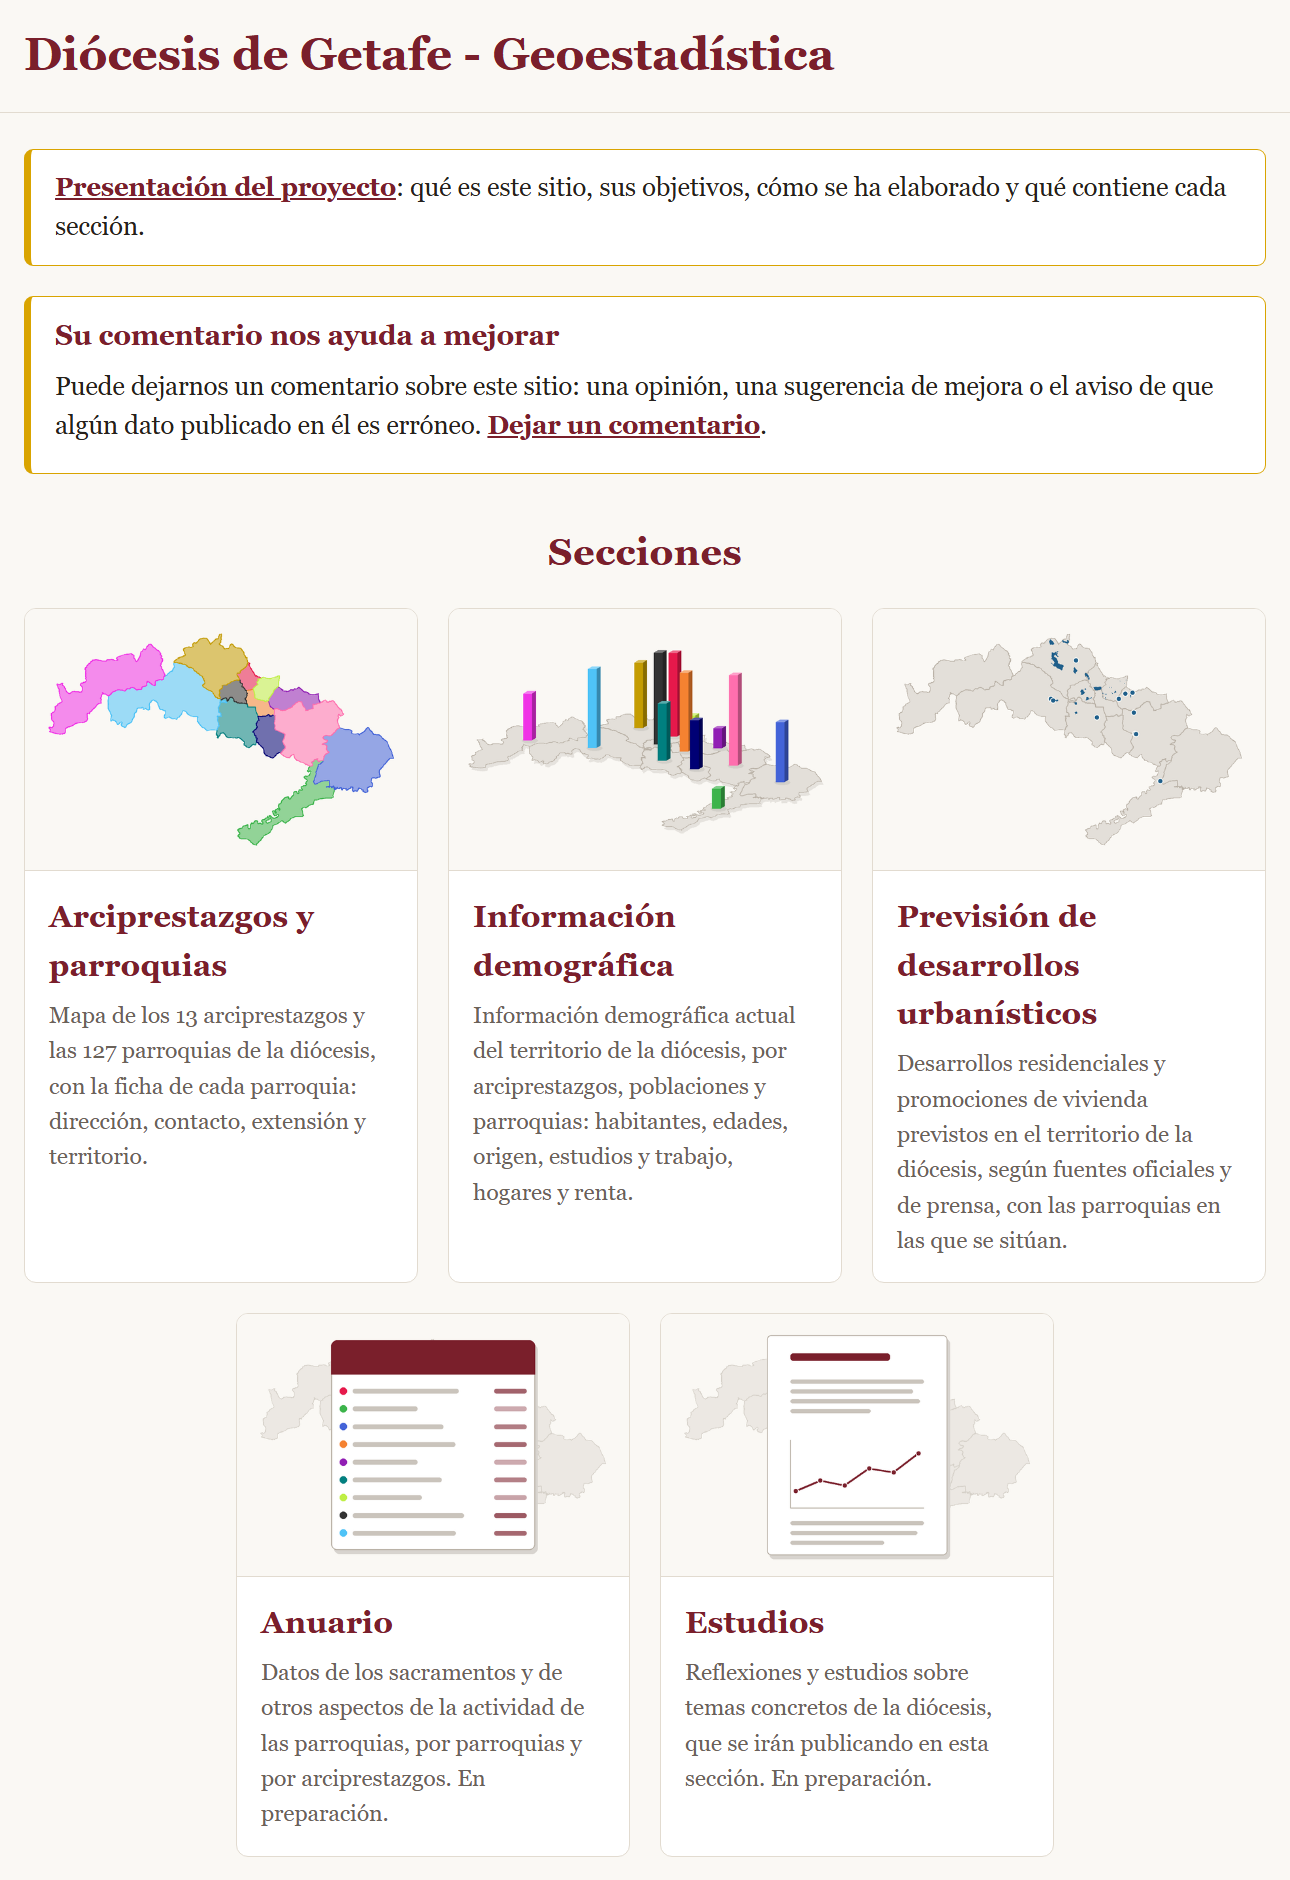 Diócesis de Getafe - Geoestadística
Presentación del proyecto: qué es este sitio, sus objetivos, cómo se ha elaborado y qué contiene cada
sección.
Su comentario nos ayuda a mejorar
Puede dejarnos un comentario sobre este sitio: una opinión, una sugerencia de mejora o el aviso de que
algún dato publicado en él es erróneo. Dejar un comentario.
Secciones
Arciprestazgos y
parroquias
Mapa de los 13 arciprestazgos y
las 127 parroquias de la diócesis,
con la ficha de cada parroquia:
dirección, contacto, extensión y
territorio.
Información
demográfica
Información demográfica actual
del territorio de la diócesis, por
arciprestazgos, poblaciones y
parroquias: habitantes, edades,
origen, estudios y trabajo,
hogares y renta.
Previsión de
desarrollos
urbanísticos
Desarrollos residenciales y
promociones de vivienda
previstos en el territorio de la
diócesis, según fuentes oficiales y
de prensa, con las parroquias en
las que se sitúan.
Anuario
Datos de los sacramentos y de
otros aspectos de la actividad de
las parroquias, por parroquias y
por arciprestazgos. En
preparación.
Estudios
Reflexiones y estudios sobre
temas concretos de la diócesis,
que se irán publicando en esta
sección. En preparación.